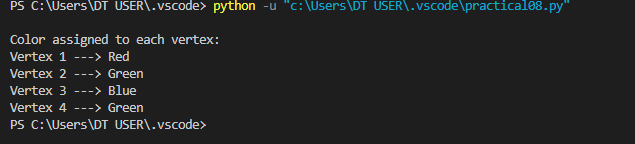 PS C:\Users\DT USER\.vscode> python -u "c:\Users\DT USER\.vscode\practical08.py"
Color assigned to each vertex:
Vertex 1 ---> Red
Vertex 2 ---> Green
Vertex 3 ---> Blue
Vertex 4 ---> Green
PS C:\Users\DT USER\.vscode>